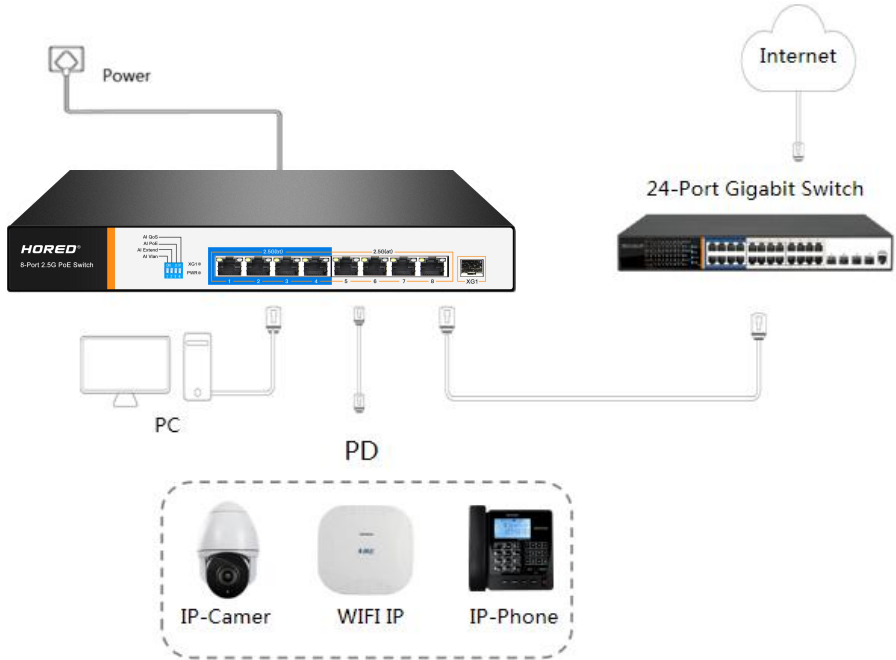 Internet
Power
24-Port Gigabit Switch
AI QoS
AI PoE
AI Extend
AI Vlan
HORED®
8-Port 2.5G PoE Switch
XG1
PWR
2.5G(bt)
2.5G(at)
1 2 3 4 5 6 7 8 XG1
PC
PD
IP-Camer
WIFI IP
IP-Phone